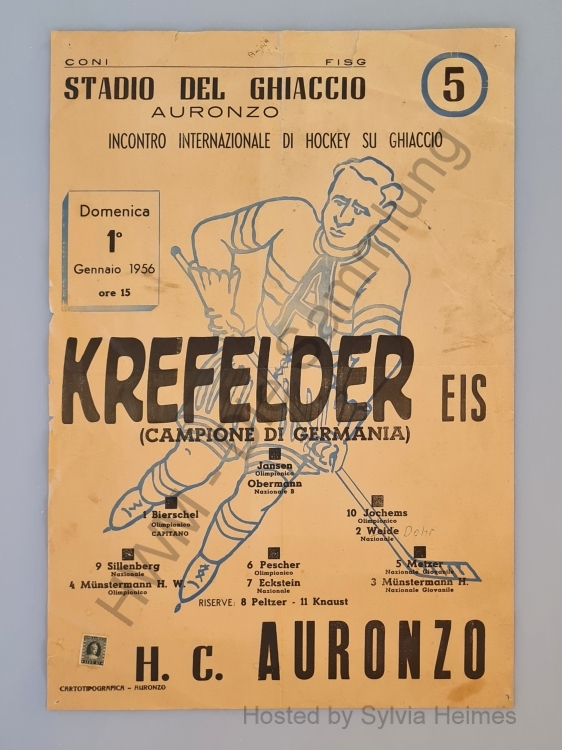 CONI FISG
STADIO DEL GHIACCIO 5
AURONZO
INCONTRO INTERNAZIONALE DI HOCKEY SU GHIACCIO
Domenica
1°
Gennaio 1956
ore 15
A
KREFELDER EIS
(CAMPIONE DI GERMANIA)
Jansen
Olimpionico
Obermann
Nazionale B
1 Bierschel
Olimpionico
CAPITANO
10 Jochems
Olimpionico
2 Weide Dohr
Nazionale
9 Sillenberg
Nazionale
4 Münstermann H. W.
Olimpionico
6 Pescher
Olimpionico
7 Eckstein
Nazionale
5 Metzer
Nazionale Giovanile
3 Münstermann H.
Nazionale Giovanile
RISERVE: 8 Peltzer - 11 Knaust
H. C. AURONZO
CARTOTIPOGRAFICA - AURONZO
Hosted by Sylvia Heimes